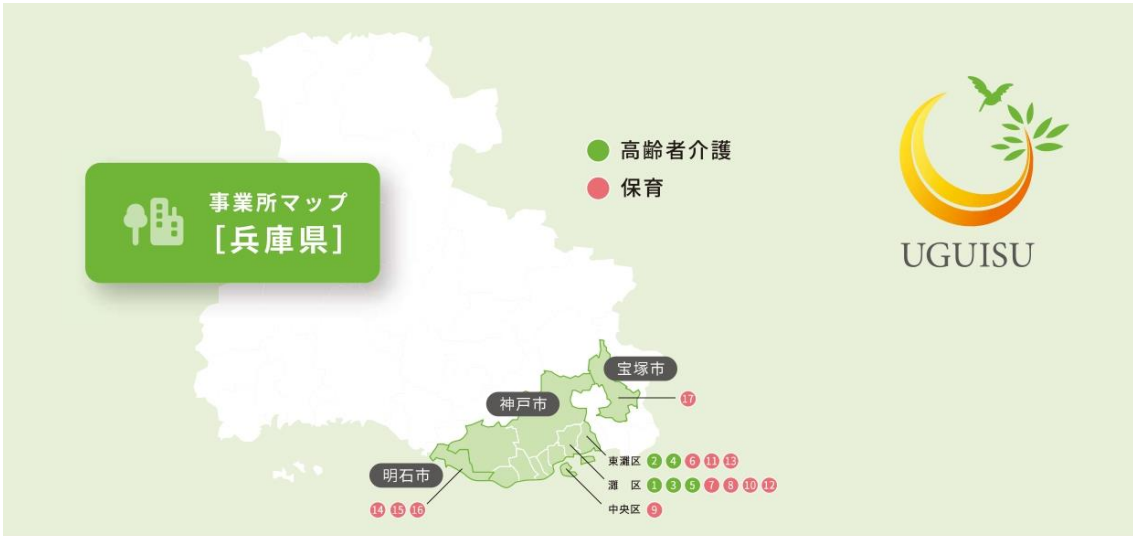 事業所マップ
[兵庫県]
高齢者介護
保育
UGUISU
宝塚市
17
神戸市
東灘区 2 4 6 11 13
灘 区 1 3 5 7 8 10 12
中央区 9
明石市
14 15 16